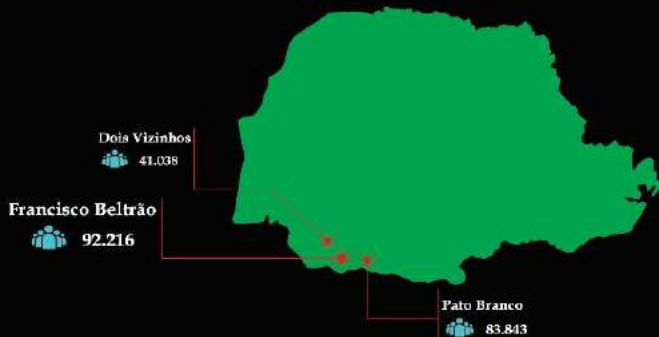 Dois Vizinhos
41.038
Francisco Beltrão
92.216
Pato Branco
83.843